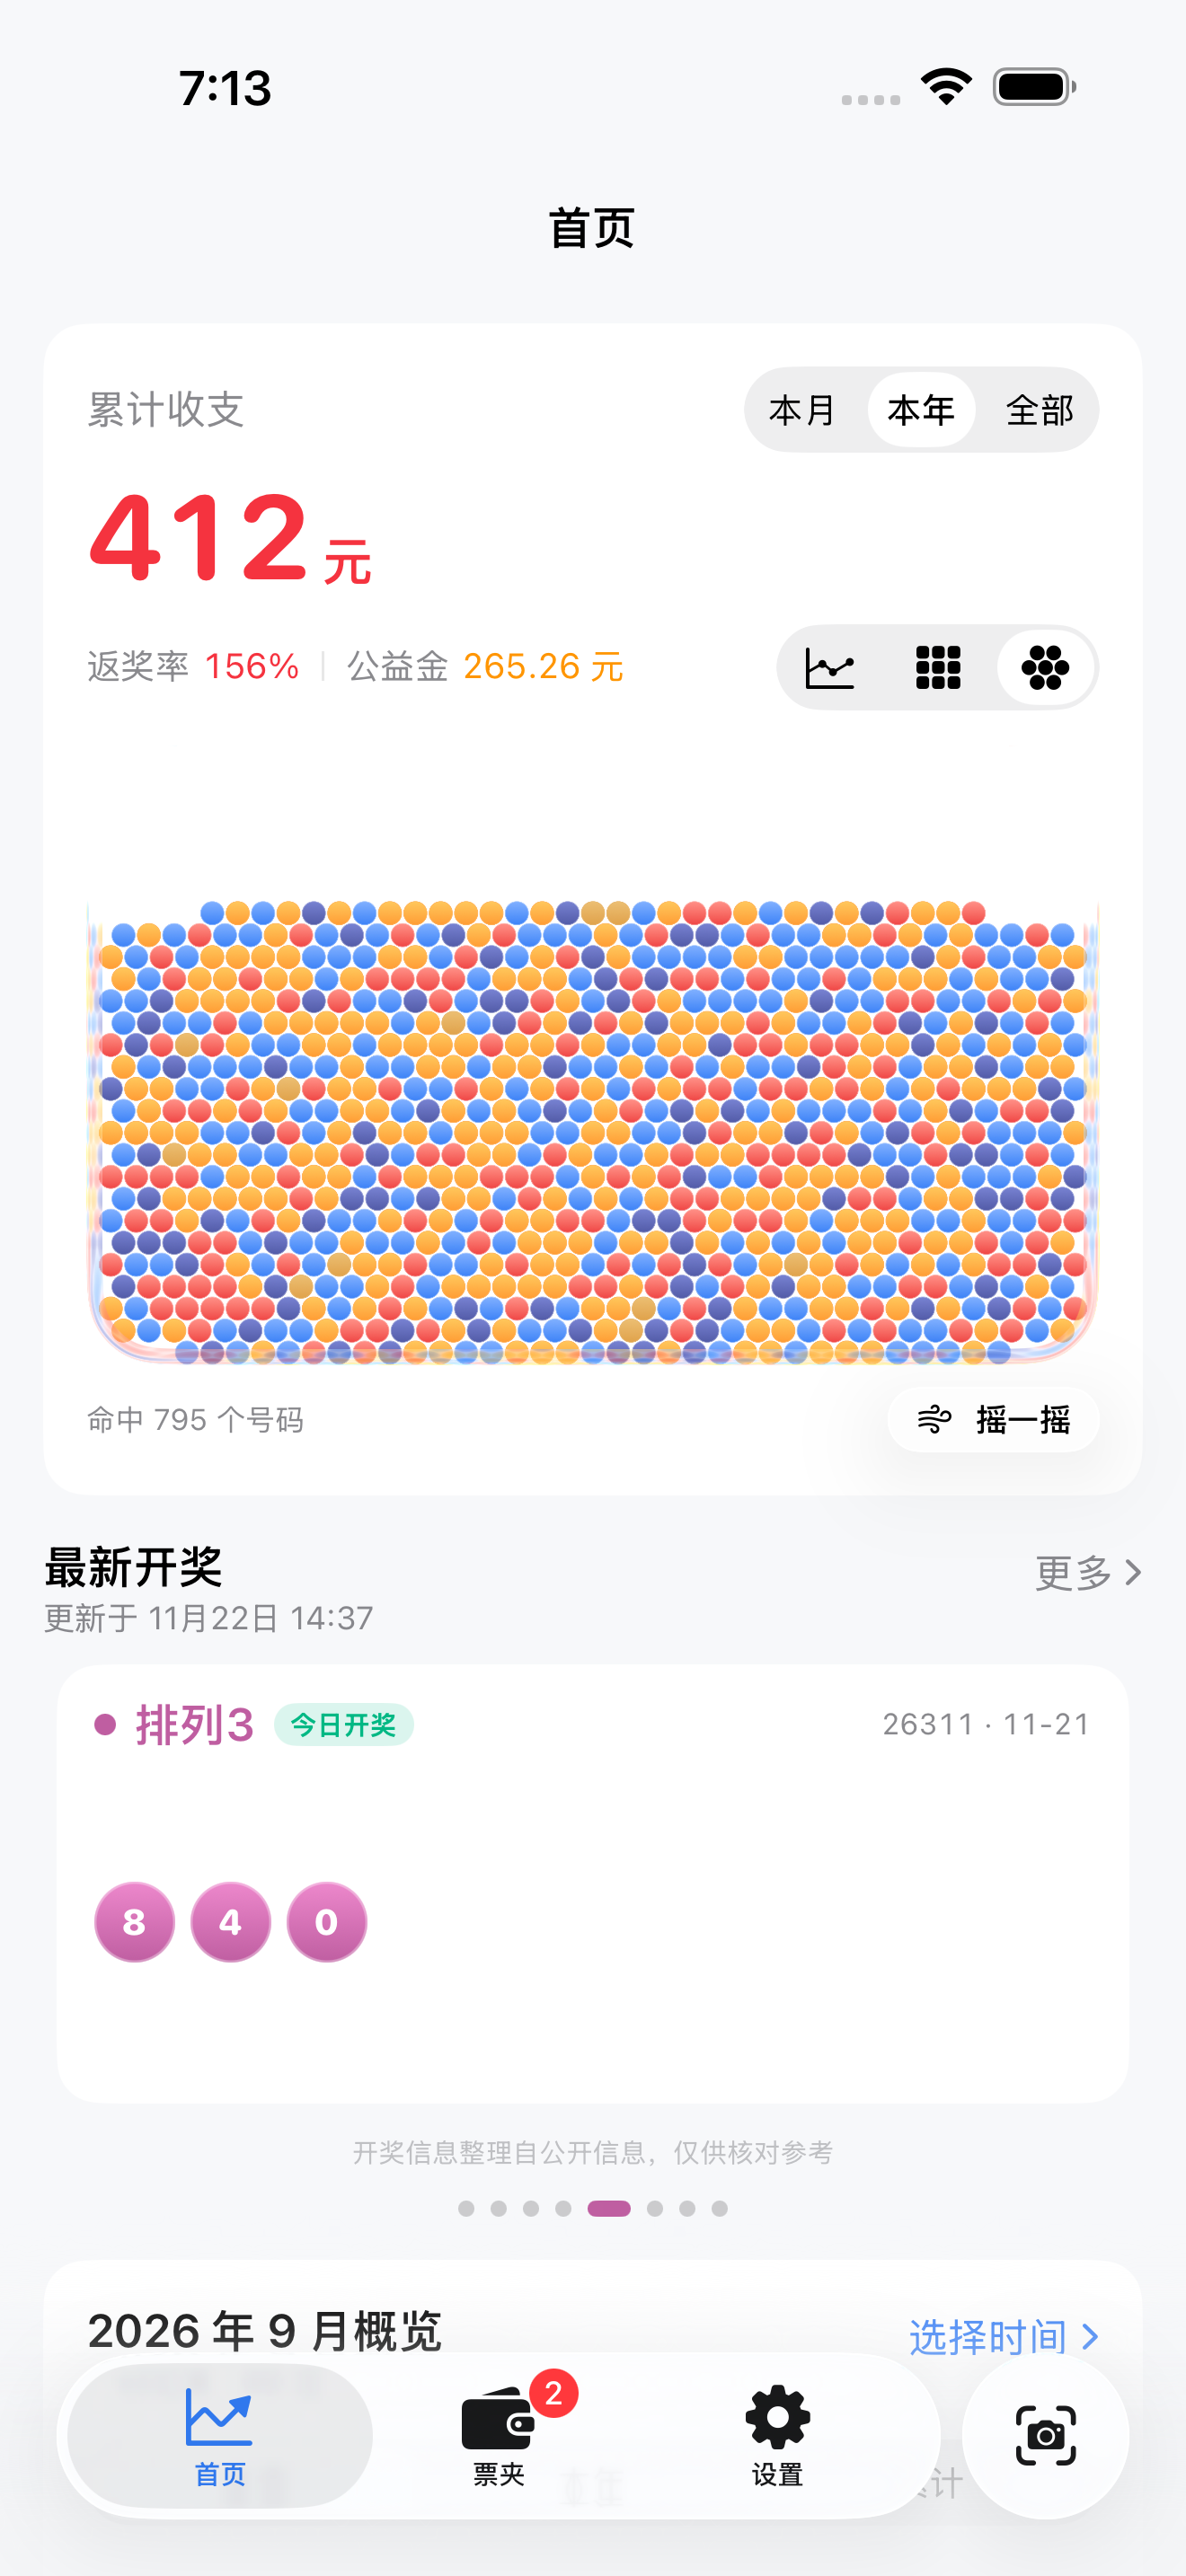 7:13
首页
累计收支
本月 本年 全部
412 元
返奖率 156% 公益金 265.26 元
命中 795 个号码
摇一摇
最新开奖
更多
更新于 11月22日 14:37
排列3 今日开奖 26311 · 11-21
8 4 0
开奖信息整理自公开信息，仅供核对参考
2026 年 9 月概览
选择时间
2
首页 票夹 设置
计